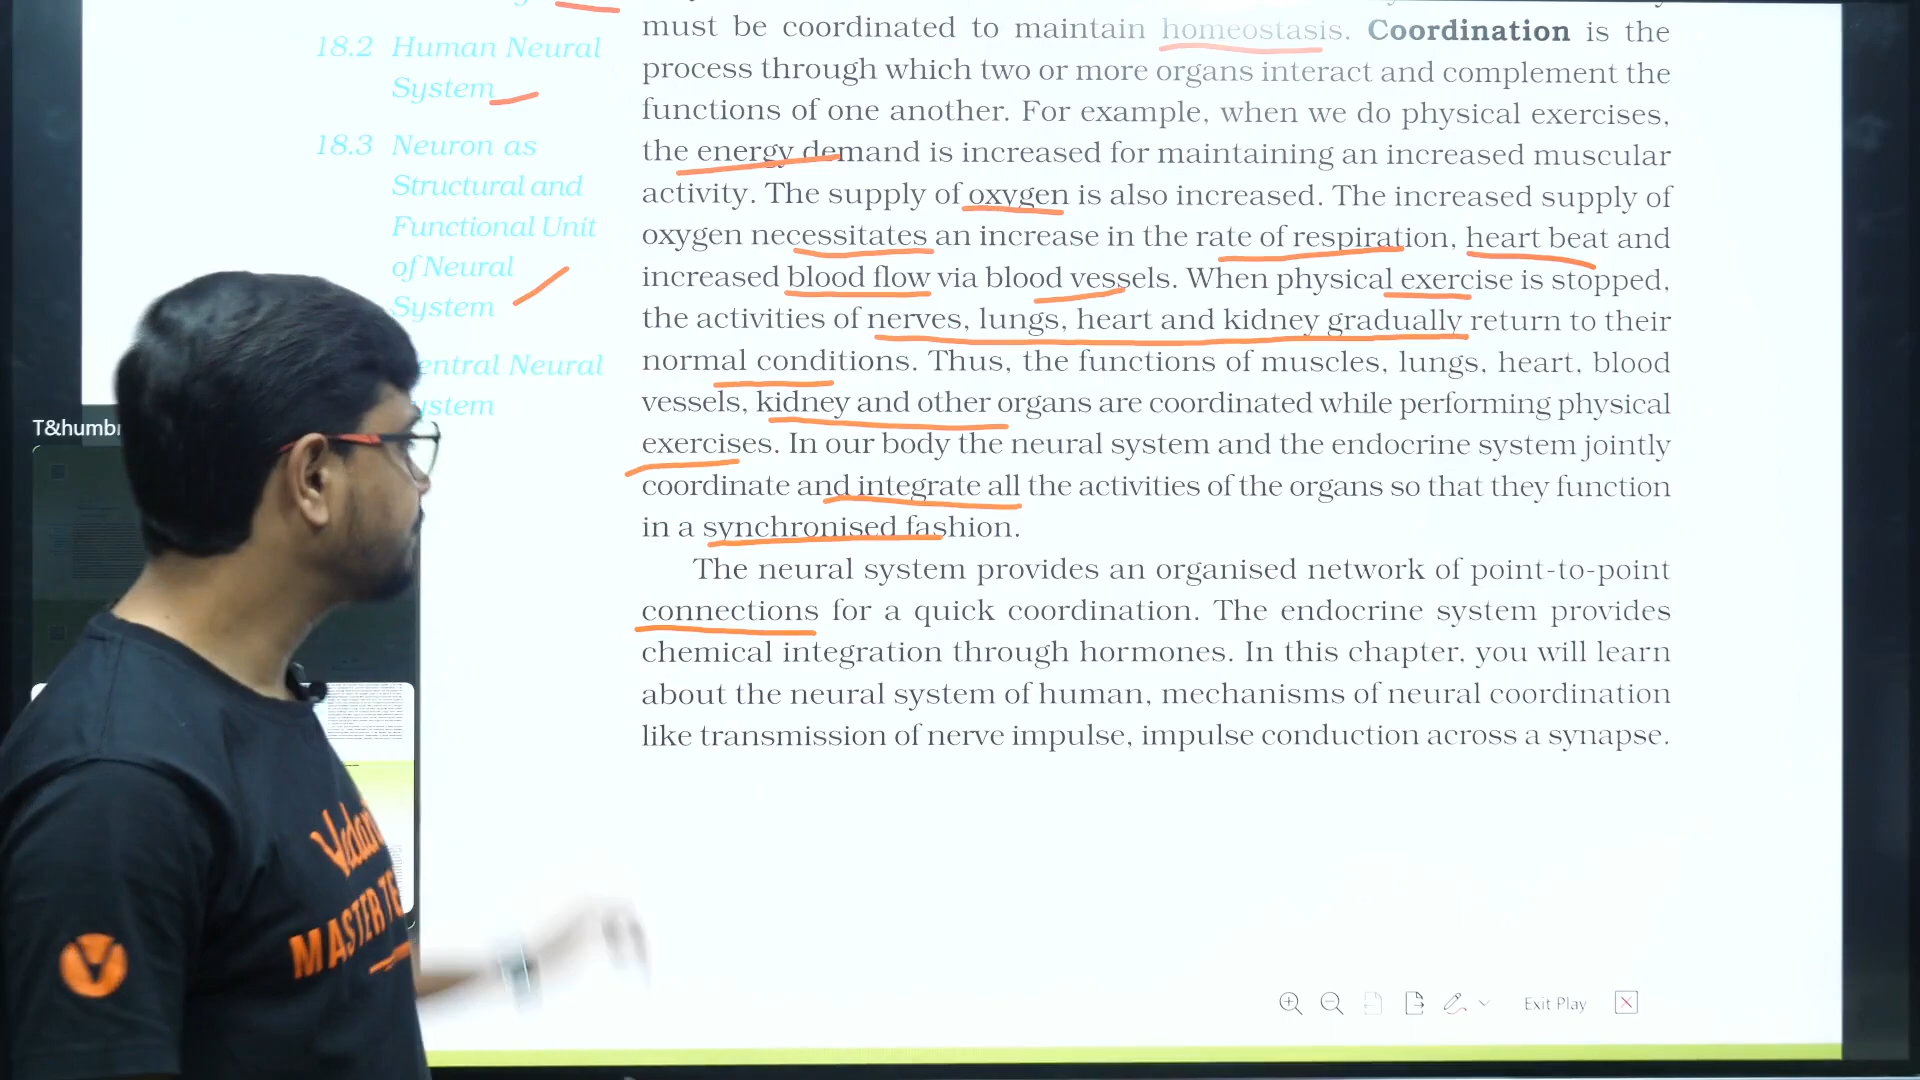 18.2 Human Neural
System
18.3 Neuron as
Structural and
Functional Unit
of Neural
System
entral Neural
ystem
must be coordinated to maintain homeostasis. Coordination is the
process through which two or more organs interact and complement the
functions of one another. For example, when we do physical exercises,
the energy demand is increased for maintaining an increased muscular
activity. The supply of oxygen is also increased. The increased supply of
oxygen necessitates an increase in the rate of respiration, heart beat and
increased blood flow via blood vessels. When physical exercise is stopped,
the activities of nerves, lungs, heart and kidney gradually return to their
normal conditions. Thus, the functions of muscles, lungs, heart, blood
vessels, kidney and other organs are coordinated while performing physical
exercises. In our body the neural system and the endocrine system jointly
coordinate and integrate all the activities of the organs so that they function
in a synchronised fashion.
The neural system provides an organised network of point-to-point
connections for a quick coordination. The endocrine system provides
chemical integration through hormones. In this chapter, you will learn
about the neural system of human, mechanisms of neural coordination
like transmission of nerve impulse, impulse conduction across a synapse.
T&humbn
Vedan
MASTER TE
Exit Play